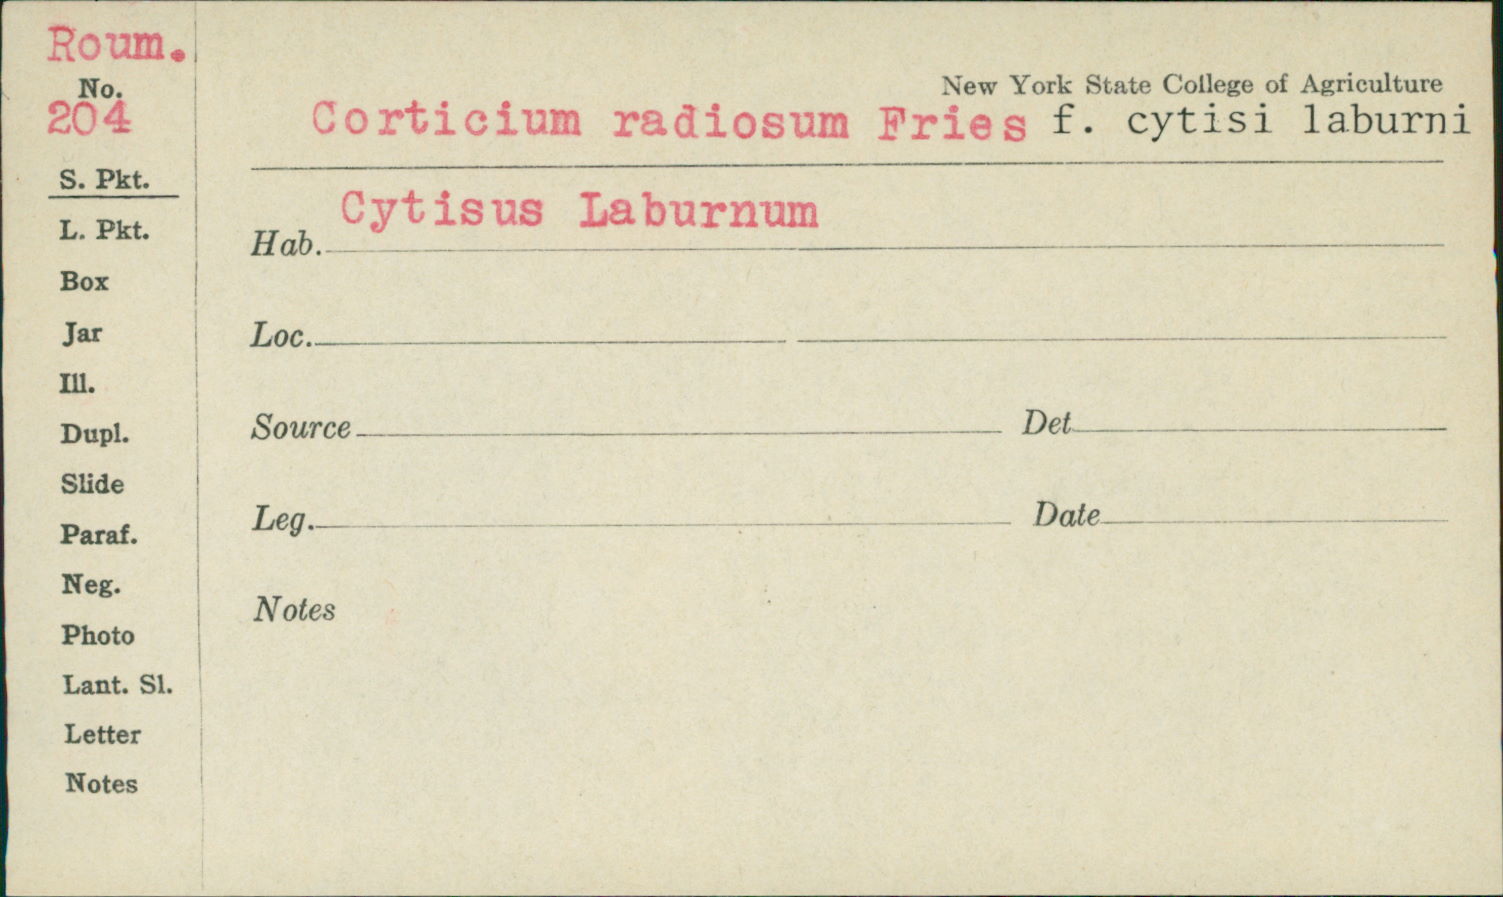 Roum.
No.
204
New York State College of Agriculture
Corticium radiosum Fries f. cytisi laburni
S. Pkt.
Cytisus Laburnum
L. Pkt.
Hab.
Box
Jar
Loc.
Ill.
Dupl.
Source Det
Slide
Leg. Date
Paraf.
Neg.
Notes
Photo
Lant. Sl.
Letter
Notes